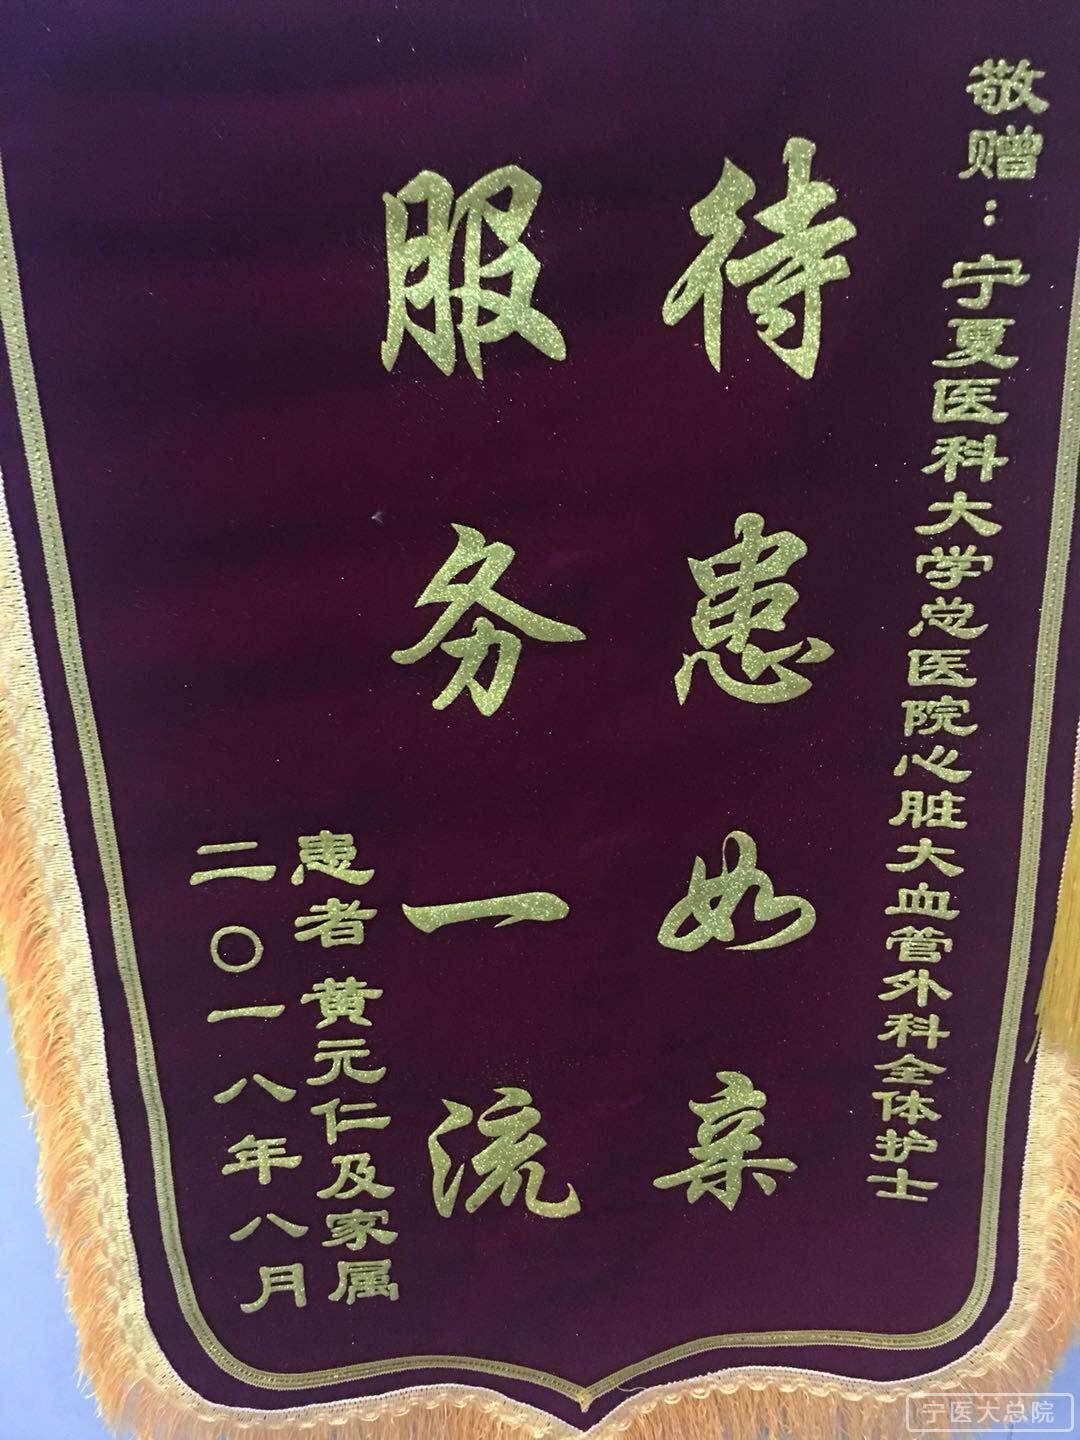 敬赠：宁夏医科大学总医院心脏大血管外科全体护士
待患如亲
服务一流
患者 黄元仁及家属
二〇一八年八月
宁医大总院